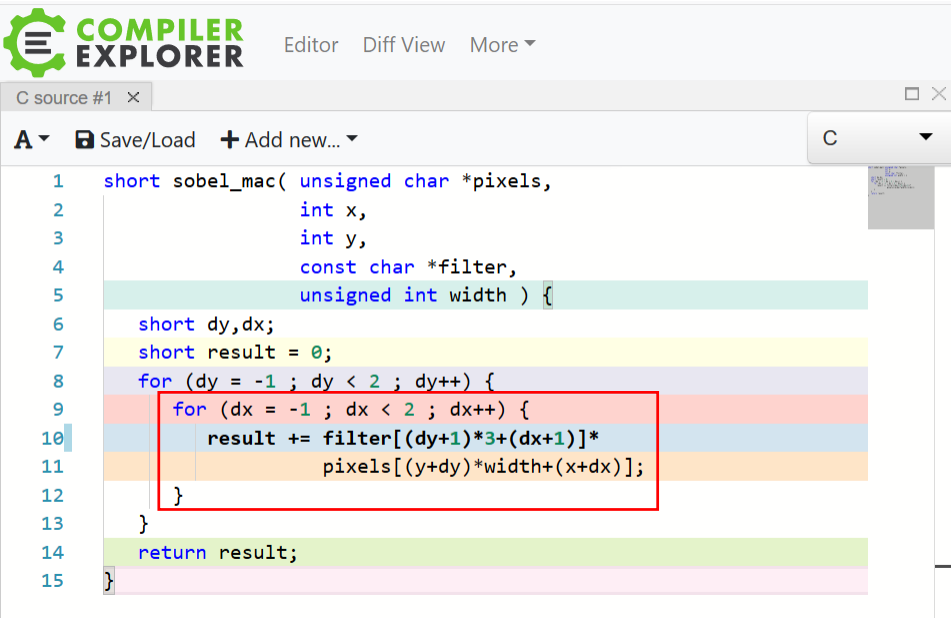 COMPILER
EXPLORER
Editor Diff View More
C source #1
A Save/Load Add new... C
1 short sobel_mac( unsigned char *pixels,
2 int x,
3 int y,
4 const char *filter,
5 unsigned int width ) {
6 short dy,dx;
7 short result = 0;
8 for (dy = -1 ; dy < 2 ; dy++) {
9 for (dx = -1 ; dx < 2 ; dx++) {
10 result += filter[(dy+1)*3+(dx+1)]*
11 pixels[(y+dy)*width+(x+dx)];
12 }
13 }
14 return result;
15 }